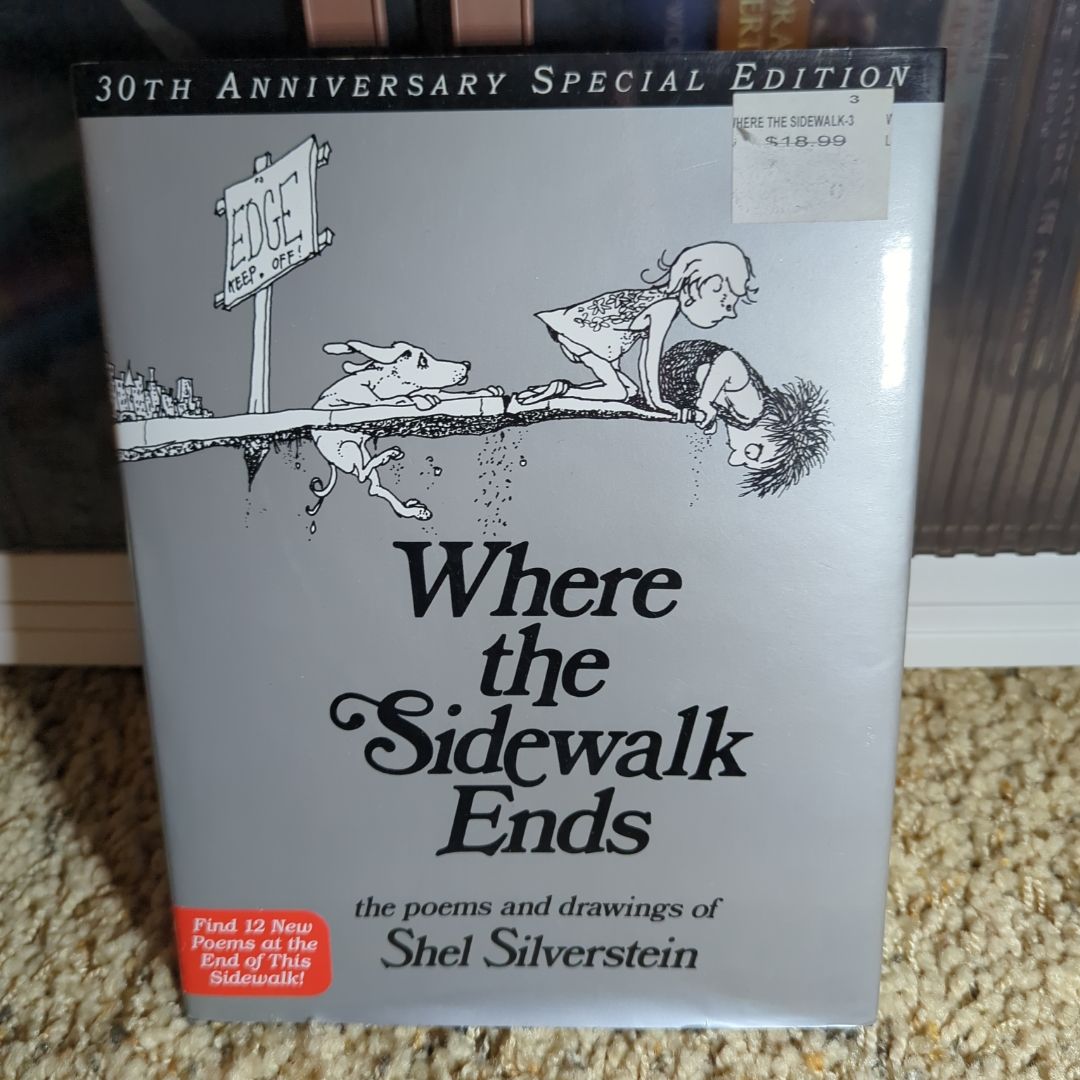 30TH ANNIVERSARY SPECIAL EDITION
3
HERE THE SIDEWALK-3
$18.99
EDGE
KEEP. OFF!
Where
the
Sidewalk
Ends
the poems and drawings of
Shel Silverstein
Find 12 New
Poems at the
End of This
Sidewalk!